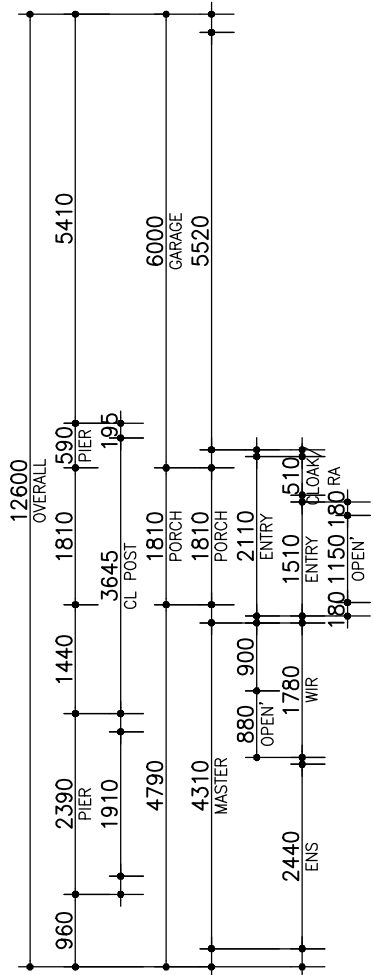 12600
OVERALL
960
2390
PIER
1440
1810
590
PIER
5410
1910
3645
CL POST
195
4790
1810
PORCH
6000
GARAGE
4310
MASTER
1810
PORCH
5520
880
OPEN'
900
2110
ENTRY
2440
ENS
1780
WIR
1510
ENTRY
510
CLOAK/
RA
180
1150
OPEN'
180